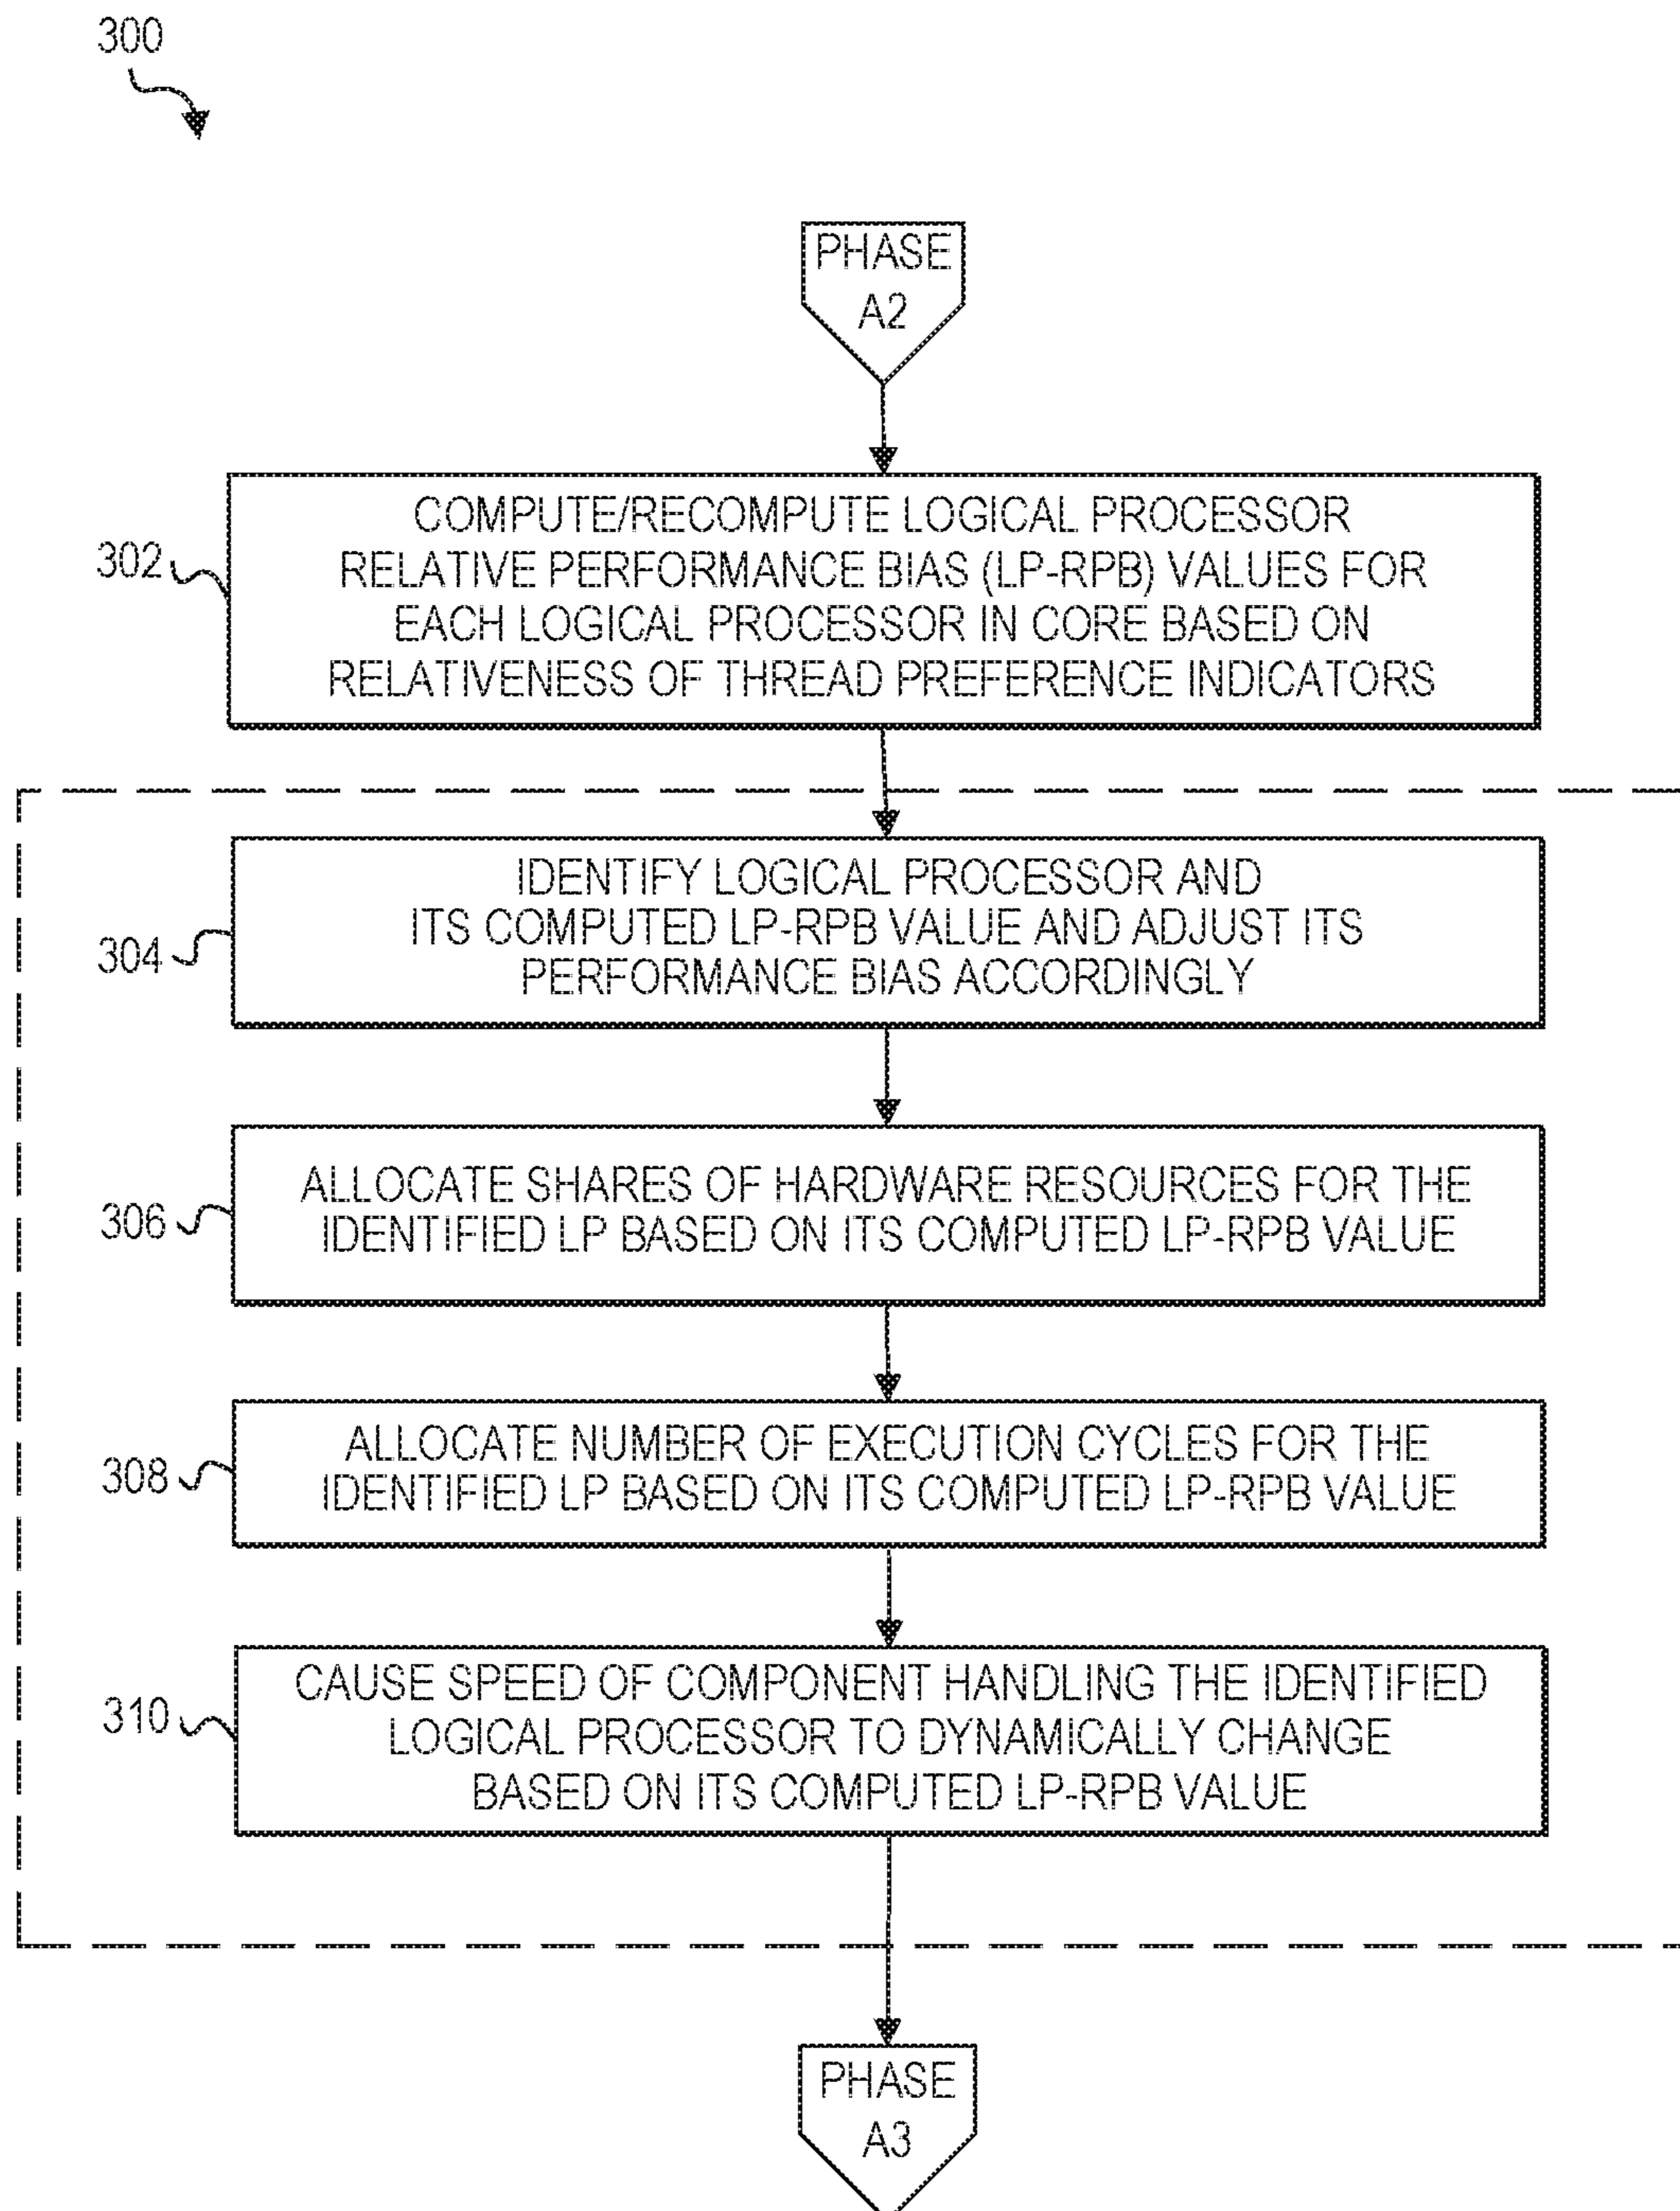 300
PHASE
A2
302
COMPUTE/RECOMPUTE LOGICAL PROCESSOR
RELATIVE PERFORMANCE BIAS (LP-RPB) VALUES FOR
EACH LOGICAL PROCESSOR IN CORE BASED ON
RELATIVENESS OF THREAD PREFERENCE INDICATORS
304
IDENTIFY LOGICAL PROCESSOR AND
ITS COMPUTED LP-RPB VALUE AND ADJUST ITS
PERFORMANCE BIAS ACCORDINGLY
306
ALLOCATE SHARES OF HARDWARE RESOURCES FOR THE
IDENTIFIED LP BASED ON ITS COMPUTED LP-RPB VALUE
308
ALLOCATE NUMBER OF EXECUTION CYCLES FOR THE
IDENTIFIED LP BASED ON ITS COMPUTED LP-RPB VALUE
310
CAUSE SPEED OF COMPONENT HANDLING THE IDENTIFIED
LOGICAL PROCESSOR TO DYNAMICALLY CHANGE
BASED ON ITS COMPUTED LP-RPB VALUE
PHASE
A3